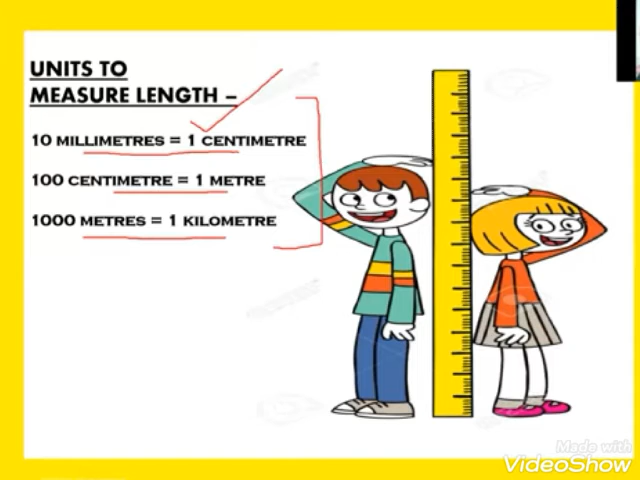 UNITS TO
MEASURE LENGTH –
10 MILLIMETRES = 1 CENTIMETRE
100 CENTIMETRE = 1 METRE
1000 METRES = 1 KILOMETRE
Made with
VideoShow